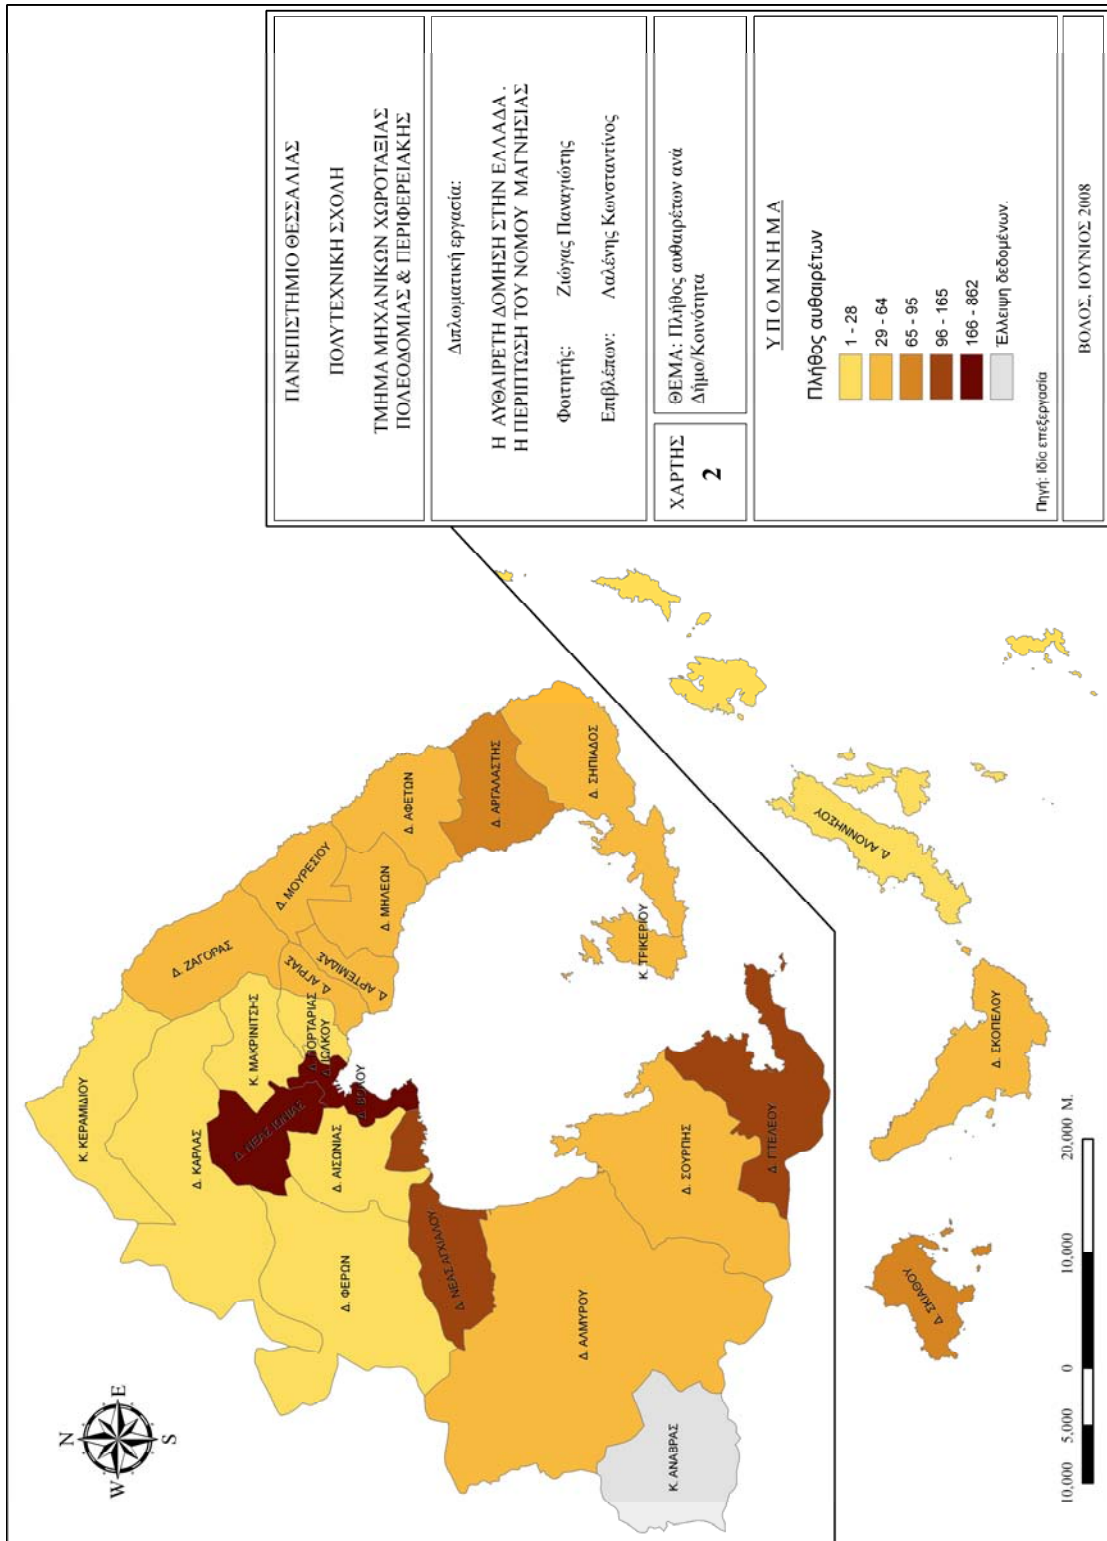 ΠΑΝΕΠΙΣΤΗΜΙΟ ΘΕΣΣΑΛΙΑΣ
ΠΟΛΥΤΕΧΝΙΚΗ ΣΧΟΛΗ
ΤΜΗΜΑ ΜΗΧΑΝΙΚΩΝ ΧΩΡΟΤΑΞΙΑΣ
ΠΟΛΕΟΔΟΜΙΑΣ & ΠΕΡΙΦΕΡΕΙΑΚΗΣ
Διπλωματική εργασία:
Η ΑΥΘΑΙΡΕΤΗ ΔΟΜΗΣΗ ΣΤΗΝ ΕΛΛΑΔΑ .
Η ΠΕΡΙΠΤΩΣΗ ΤΟΥ ΝΟΜΟΥ ΜΑΓΝΗΣΙΑΣ
Φοιτητής: Ζιώγας Παναγιώτης
Επιβλέπων: Λαλένης Κωνσταντίνος
ΧΑΡΤΗΣ
2
ΘΕΜΑ: Πλήθος αυθαιρέτων ανά
Δήμο/Κοινότητα
ΥΠΟΜΝΗΜΑ
Πλήθος αυθαιρέτων
1 - 28
29 - 64
65 - 95
96 - 165
166 - 862
Έλλειψη δεδομένων.
Πηγή: Ιδία επεξεργασία
ΒΟΛΟΣ, ΙΟΥΝΙΟΣ 2008
N
W
E
S
Κ. ΚΕΡΑΜΙΔΙΟΥ
Δ. ΚΑΡΛΑΣ
Κ. ΜΑΚΡΙΝΙΤΣΗΣ
Δ. ΖΑΓΟΡΑΣ
Δ. ΝΕΑΣ ΙΩΝΙΑΣ
Δ. ΠΟΡΤΑΡΙΑΣ
Δ. ΙΩΛΚΟΥ
Δ. ΑΓΡΙΑΣ
Δ. ΑΡΤΕΜΙΔΑΣ
Δ. ΜΟΥΡΕΣΙΟΥ
Δ. ΜΗΛΕΩΝ
Δ. ΑΦΕΤΩΝ
Δ. ΑΙΣΩΝΙΑΣ
Δ. ΒΟΛΟΥ
Δ. ΦΕΡΩΝ
Δ. ΝΕΑΣ ΑΓΧΙΑΛΟΥ
Δ. ΑΡΓΑΛΑΣΤΗΣ
Δ. ΣΗΠΙΑΔΟΣ
Κ. ΤΡΙΚΕΡΙΟΥ
Δ. ΑΛΜΥΡΟΥ
Δ. ΣΟΥΡΠΗΣ
Δ. ΠΤΕΛΕΟΥ
Κ. ΑΝΑΒΡΑΣ
Δ. ΑΛΟΝΝΗΣΟΥ
Δ. ΣΚΟΠΕΛΟΥ
Δ. ΣΚΙΑΘΟΥ
10,000 5,000 0 10,000 20,000 M.